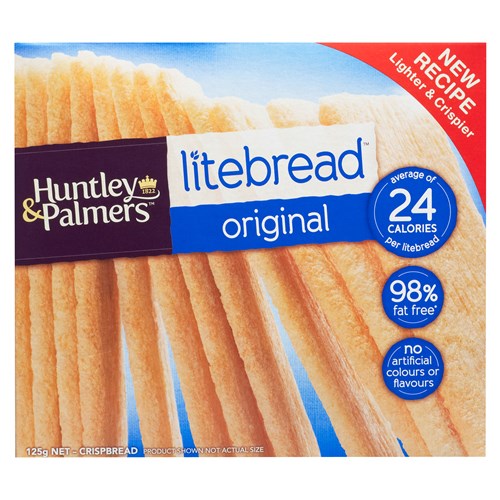 NEW
RECIPE
Lighter & Crispier
litebread™
original
Huntley
1822
& Palmers™
average of
24
CALORIES
per litebread
98%
fat free*
no
artificial
colours or
flavours
125g NET – CRISPBREAD PRODUCT SHOWN NOT ACTUAL SIZE